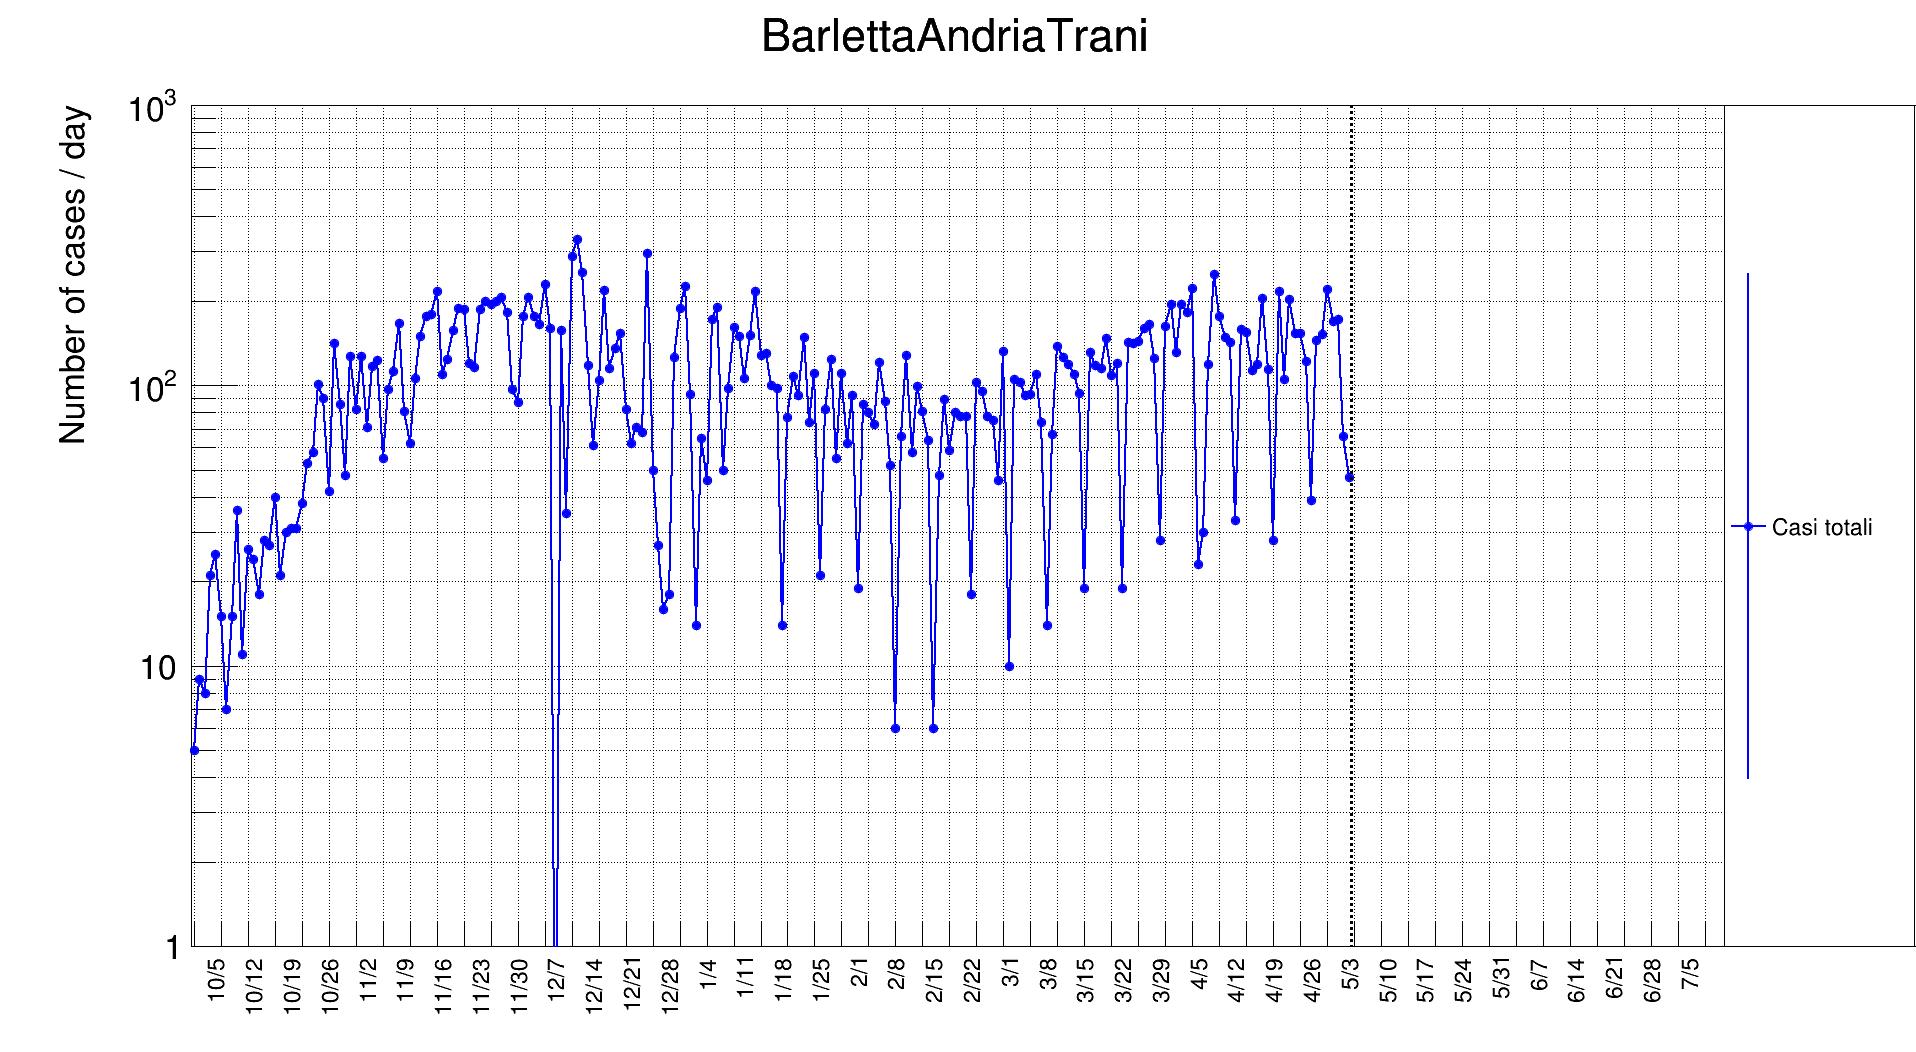 BarlettaAndriaTrani
Number of cases / day
10³
10²
10
1
10/5 10/12 10/19 10/26 11/2 11/9 11/16 11/23 11/30 12/7 12/14 12/21 12/28 1/4 1/11 1/18 1/25 2/1 2/8 2/15 2/22 3/1 3/8 3/15 3/22 3/29 4/5 4/12 4/19 4/26 5/3 5/10 5/17 5/24 5/31 6/7 6/14 6/21 6/28 7/5
Casi totali